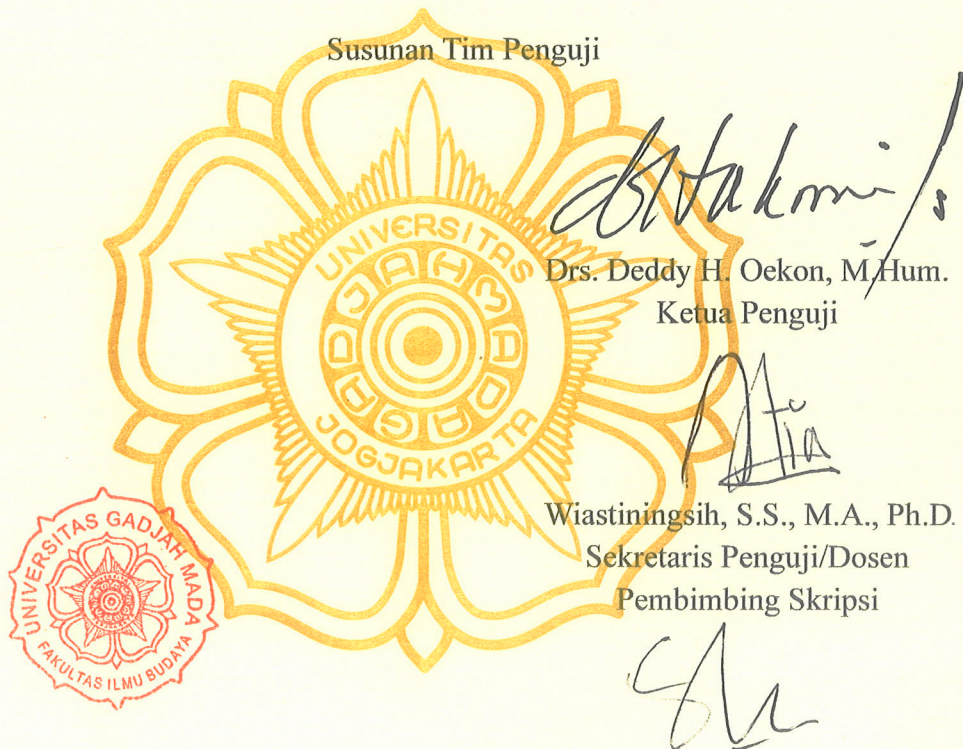 Susunan Tim Penguji
UNIVERSITAS
GADJAH MADA
JOGJAKARTA
Drs. Deddy H. Oekon, M.Hum.
Ketua Penguji
Wiastiningsih, S.S., M.A., Ph.D.
Sekretaris Penguji/Dosen
Pembimbing Skripsi
UNIVERSITAS GADJAH MADA
FAKULTAS ILMU BUDAYA